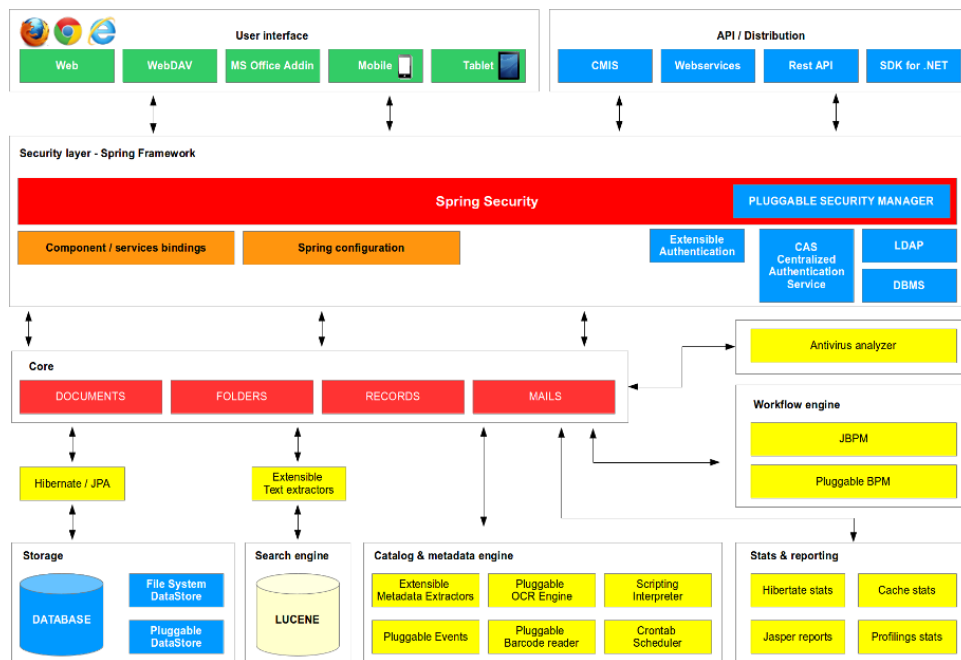 User interface
API / Distribution
Web
WebDAV
MS Office Addin
Mobile
Tablet
CMIS
Webservices
Rest API
SDK for .NET
Security layer - Spring Framework
Spring Security
PLUGGABLE SECURITY MANAGER
Component / services bindings
Spring configuration
Extensible
Authentication
CAS
Centralized
Authentication
Service
LDAP
DBMS
Core
DOCUMENTS
FOLDERS
RECORDS
MAILS
Antivirus analyzer
Workflow engine
JBPM
Pluggable BPM
Hibernate / JPA
Extensible
Text extractors
Storage
DATABASE
File System
DataStore
Pluggable
DataStore
Search engine
LUCENE
Catalog & metadata engine
Extensible
Metadata Extractors
Pluggable
OCR Engine
Scripting
Interpreter
Pluggable Events
Pluggable
Barcode reader
Crontab
Scheduler
Stats & reporting
Hibertate stats
Cache stats
Jasper reports
Profilings stats